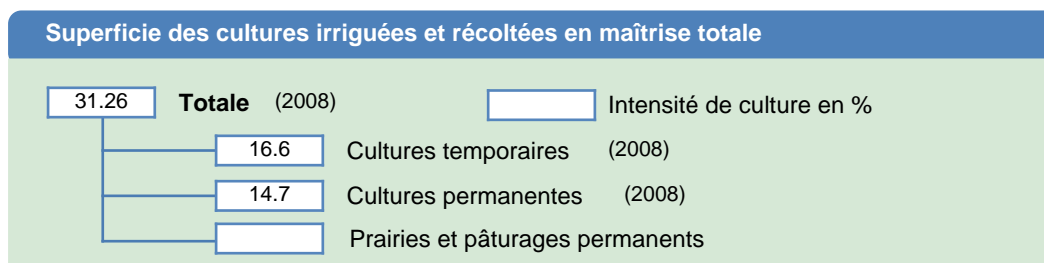 Superficie des cultures irriguées et récoltées en maîtrise totale
31.26 Totale (2008) Intensité de culture en %
16.6 Cultures temporaires (2008)
14.7 Cultures permanentes (2008)
Prairies et pâturages permanents